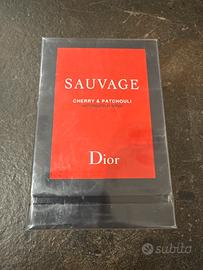 SAUVAGE
CHERRY & PATCHOULI
Dior
subito